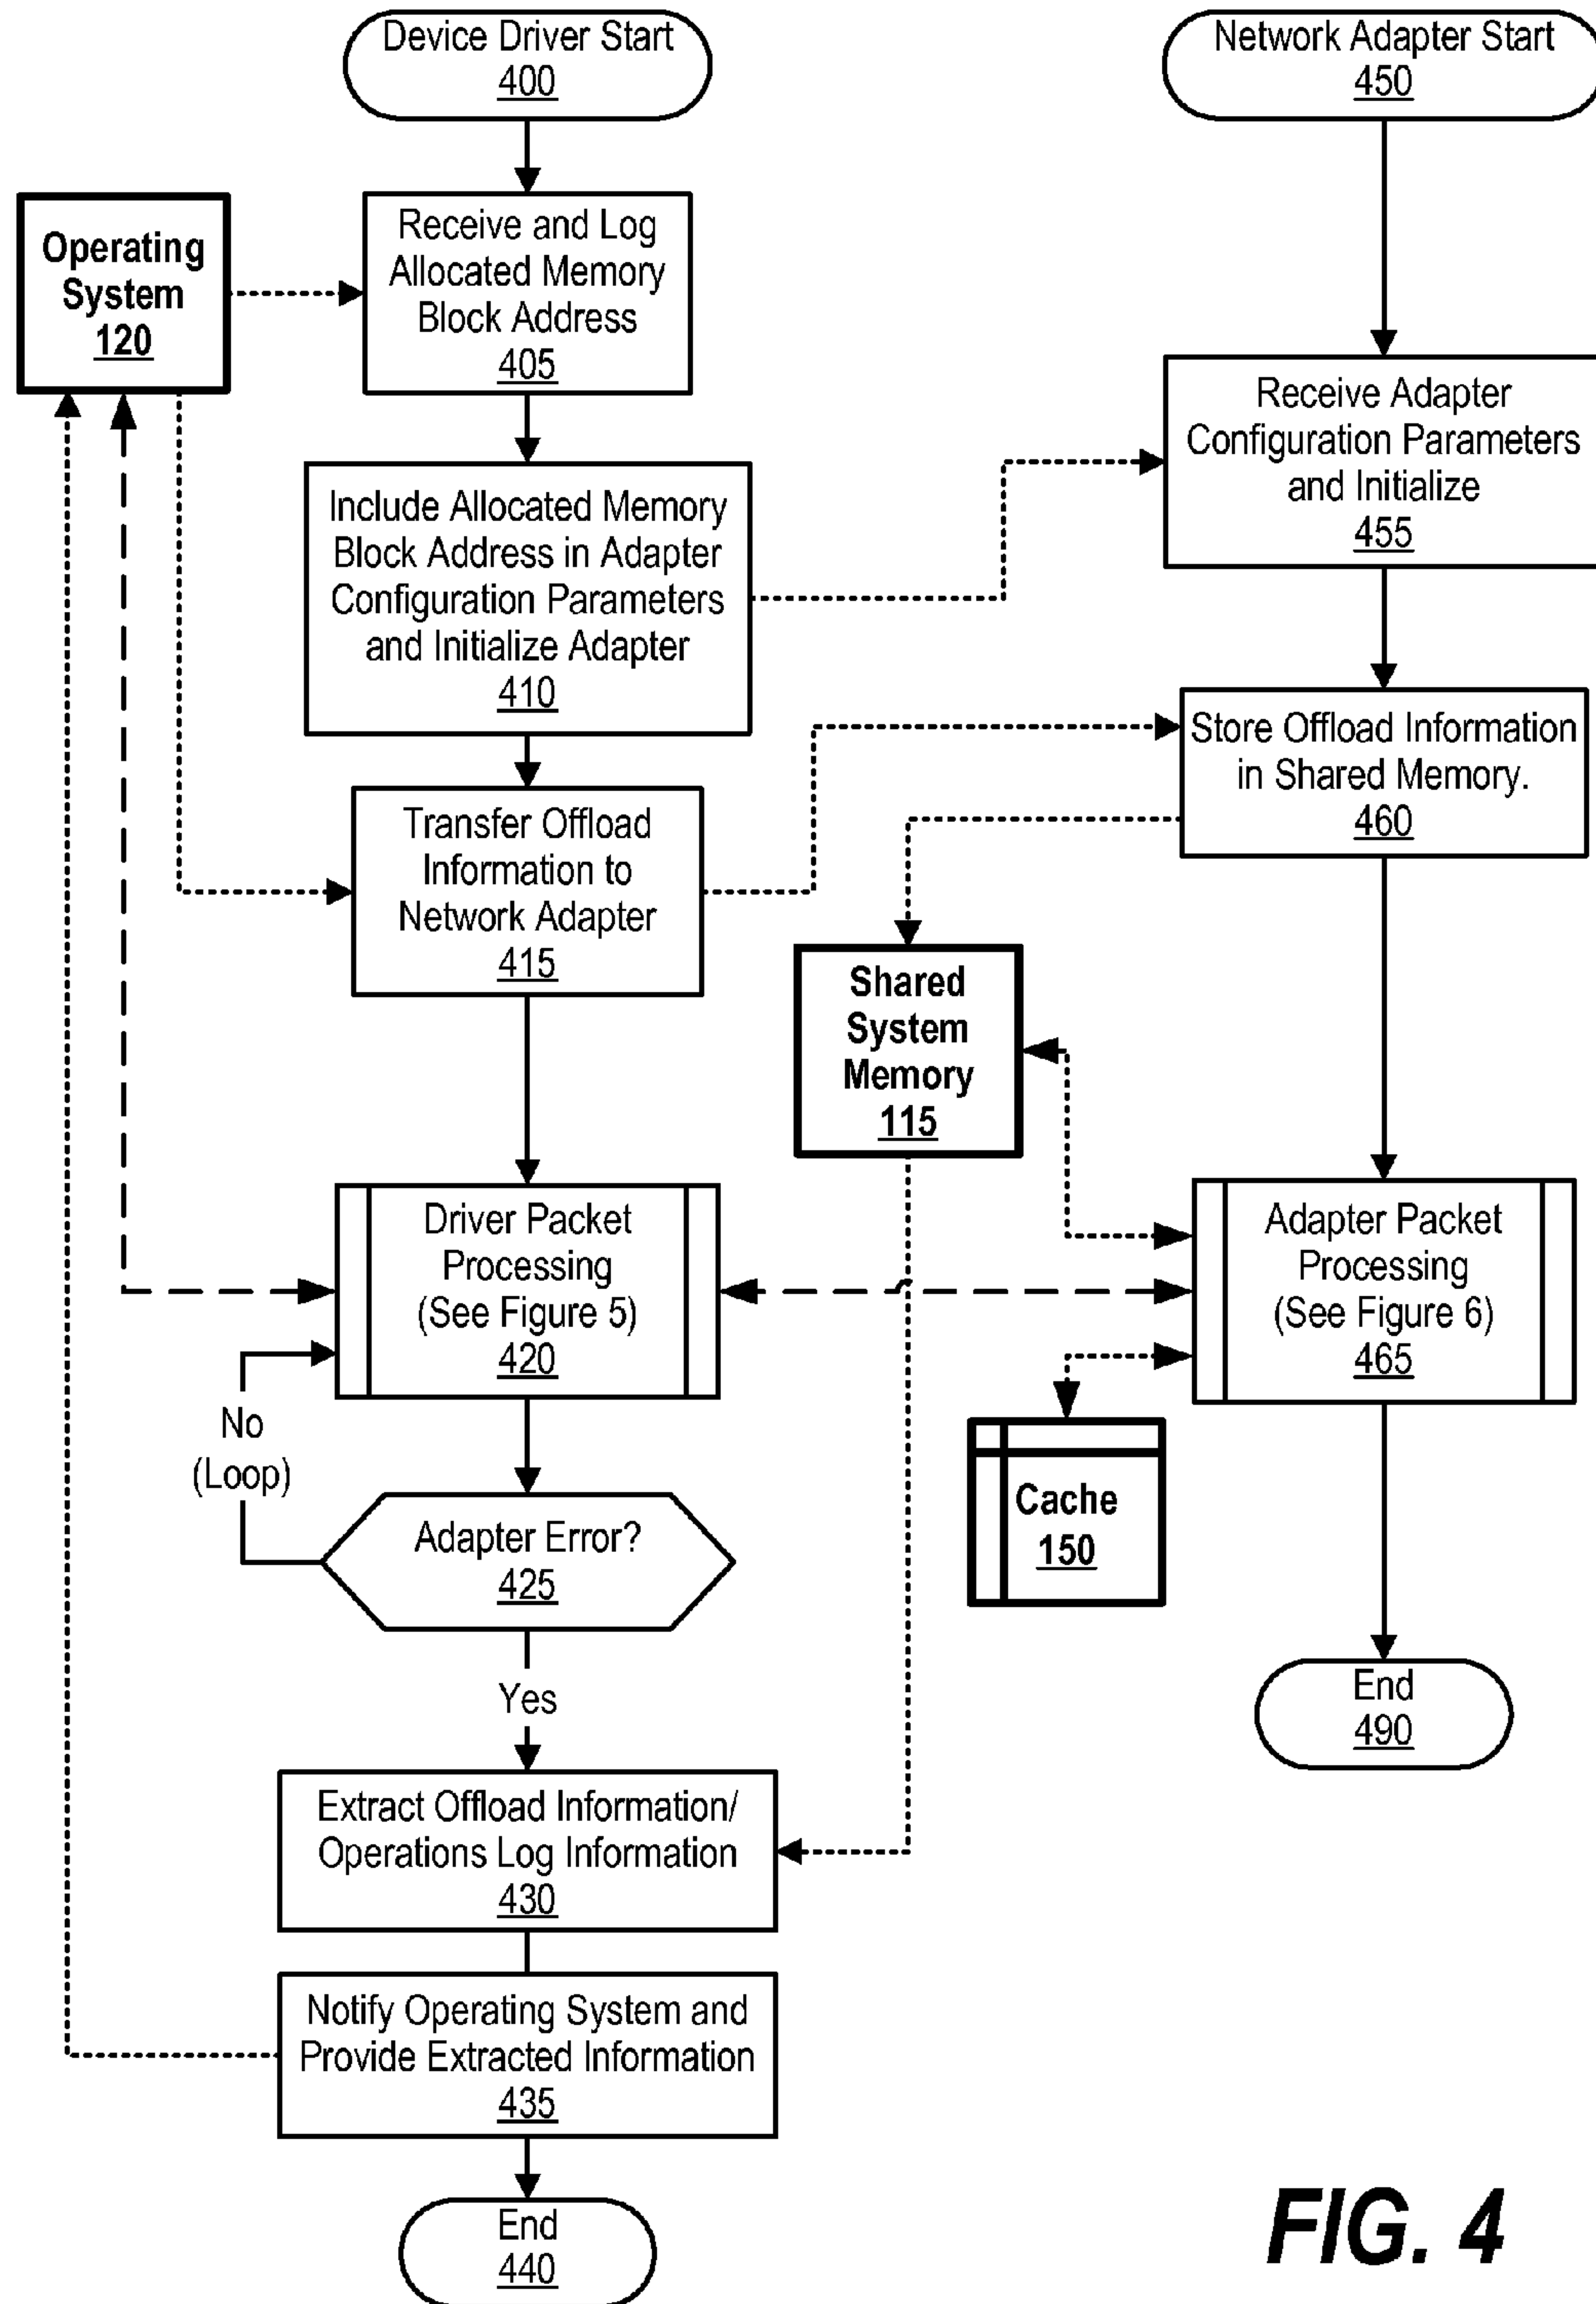 Device Driver Start
400
Network Adapter Start
450
Operating
System
120
Receive and Log
Allocated Memory
Block Address
405
Receive Adapter
Configuration Parameters
and Initialize
455
Include Allocated Memory
Block Address in Adapter
Configuration Parameters
and Initialize Adapter
410
Store Offload Information
in Shared Memory.
460
Transfer Offload
Information to
Network Adapter
415
Shared
System
Memory
115
Driver Packet
Processing
(See Figure 5)
420
Adapter Packet
Processing
(See Figure 6)
465
No
(Loop)
Cache
150
Adapter Error?
425
Yes
End
490
Extract Offload Information/
Operations Log Information
430
Notify Operating System and
Provide Extracted Information
435
End
440
FIG. 4